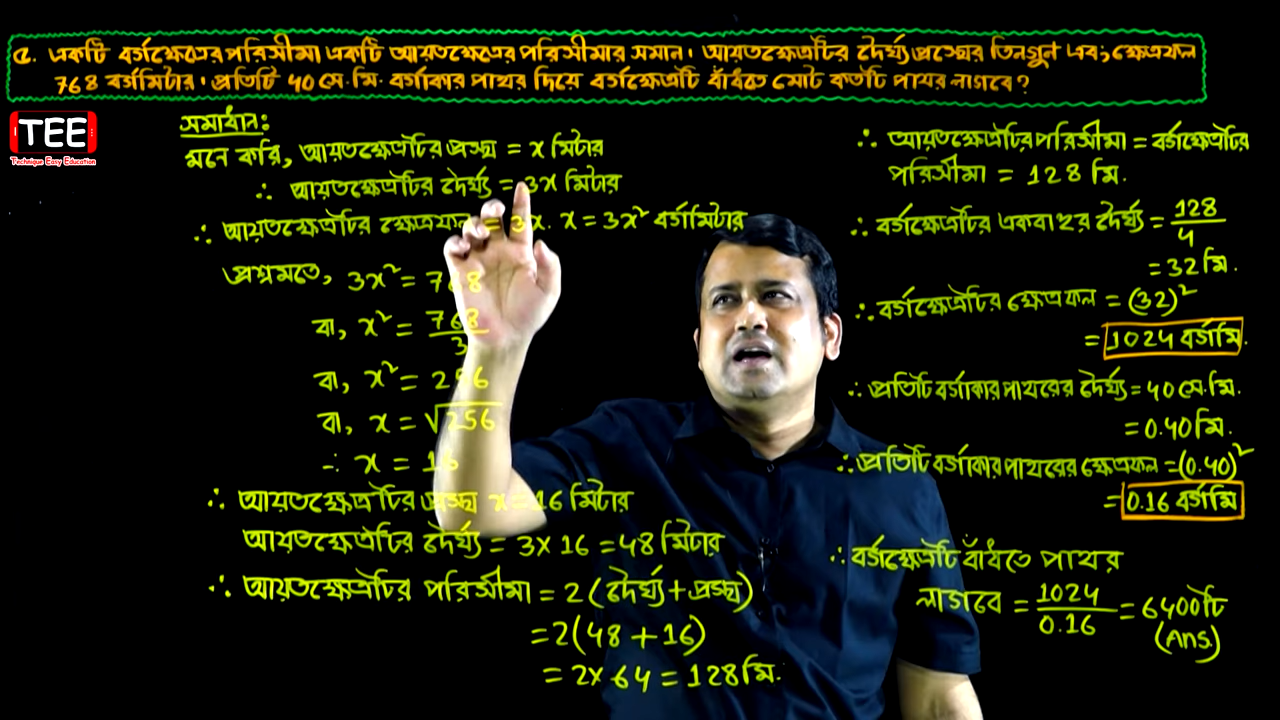 ৫. একটি বর্গক্ষেত্রের পরিসীমা একটি আয়তক্ষেত্রের পরিসীমার সমান। আয়তক্ষেত্রটির দৈর্ঘ্য প্রস্থের তিনগুন এবং ক্ষেত্রফল
768 বর্গমিটার। প্রতিটি 40 সে.মি. বর্গাকার পাথর দিয়ে বর্গক্ষেত্রটি বাঁধতে মোট কতটি পাথর লাগবে?
TEE
Technique Easy Education
সমাধান:
মনে করি, আয়তক্ষেত্রটির প্রস্থ = x মিটার
∴ আয়তক্ষেত্রটির দৈর্ঘ্য = 3x মিটার
∴ আয়তক্ষেত্রটির ক্ষেত্রফল = 3x. x = 3x² বর্গমিটার
প্রশ্নমতে, 3x² = 768
বা, x² = 768/3
বা, x² = 256
বা, x = √256
∴ x = 16
∴ আয়তক্ষেত্রটির প্রস্থ x = 16 মিটার
আয়তক্ষেত্রটির দৈর্ঘ্য = 3 x 16 = 48 মিটার
∴ আয়তক্ষেত্রটির পরিসীমা = 2 (দৈর্ঘ্য + প্রস্থ)
= 2(48 + 16)
= 2 x 64 = 128 মি.
∴ আয়তক্ষেত্রটির পরিসীমা = বর্গক্ষেত্রটির
পরিসীমা = 128 মি.
∴ বর্গক্ষেত্রটির একবাহুর দৈর্ঘ্য = 128/4
= 32 মি.
∴ বর্গক্ষেত্রটির ক্ষেত্রফল = (32)²
= 1024 বর্গমি.
∴ প্রতিটি বর্গাকার পাথরের দৈর্ঘ্য = 40 সে.মি.
= 0.40 মি.
∴ প্রতিটি বর্গাকার পাথরের ক্ষেত্রফল = (0.40)²
= 0.16 বর্গমি
∴ বর্গক্ষেত্রটি বাঁধতে পাথর
লাগবে = 1024/0.16 = 6400টি
(Ans.)